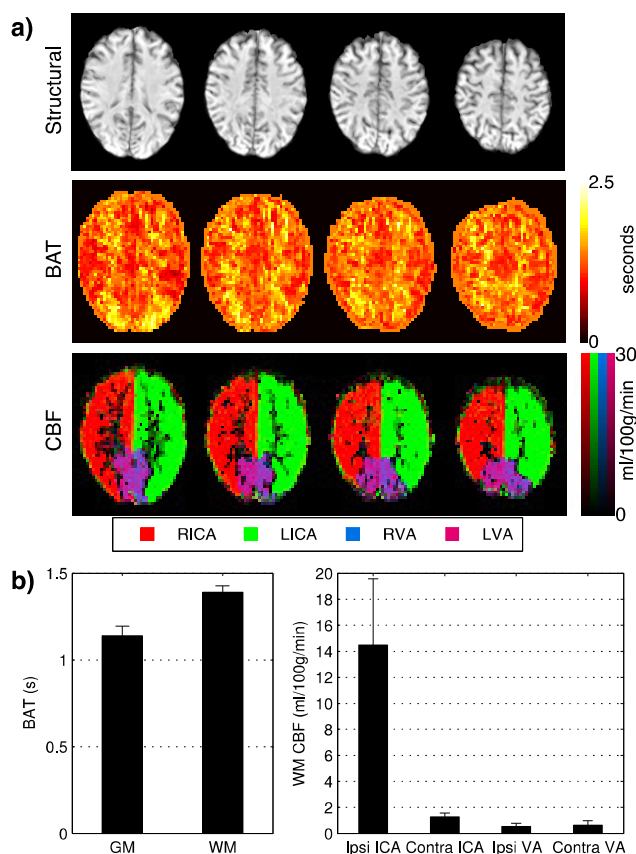 a)
Structural
BAT
2.5
seconds
0
CBF
30
ml/100g/min
0
RICA LICA RVA LVA
b)
1.5
1
0.5
0
BAT (s)
GM WM
20
18
16
14
12
10
8
6
4
2
0
WM CBF (ml/100g/min)
Ipsi ICA Contra ICA Ipsi VA Contra VA